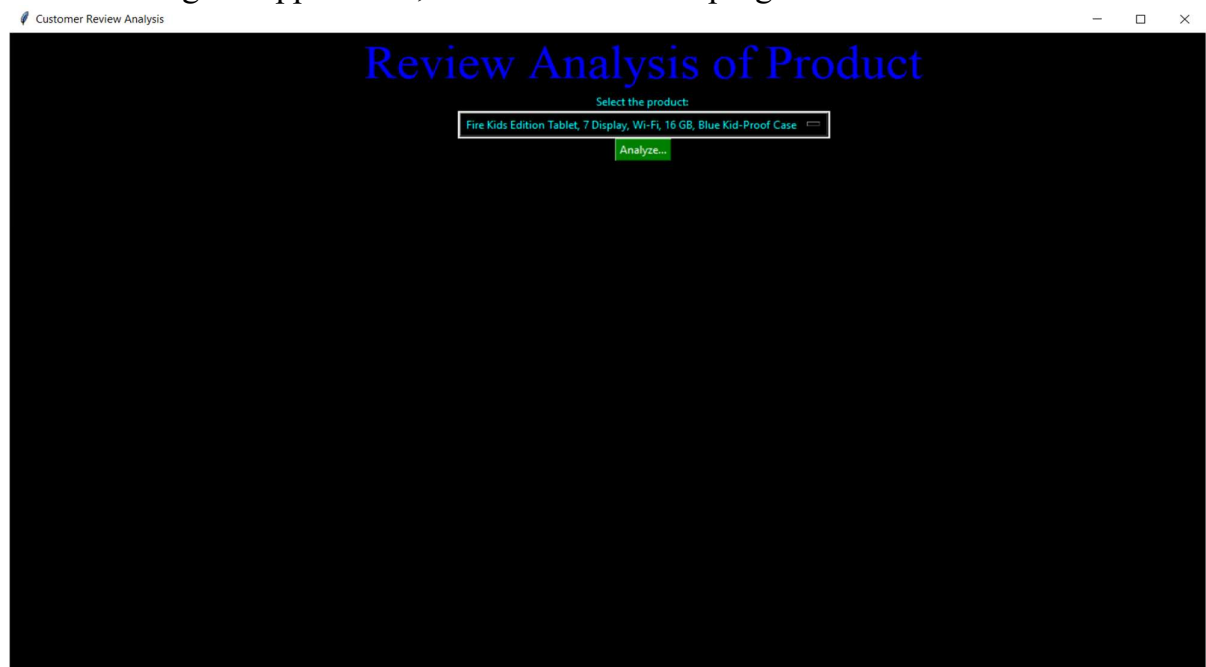 Customer Review Analysis
Review Analysis of Product
Select the product:
Fire Kids Edition Tablet, 7 Display, Wi-Fi, 16 GB, Blue Kid-Proof Case
Analyze...